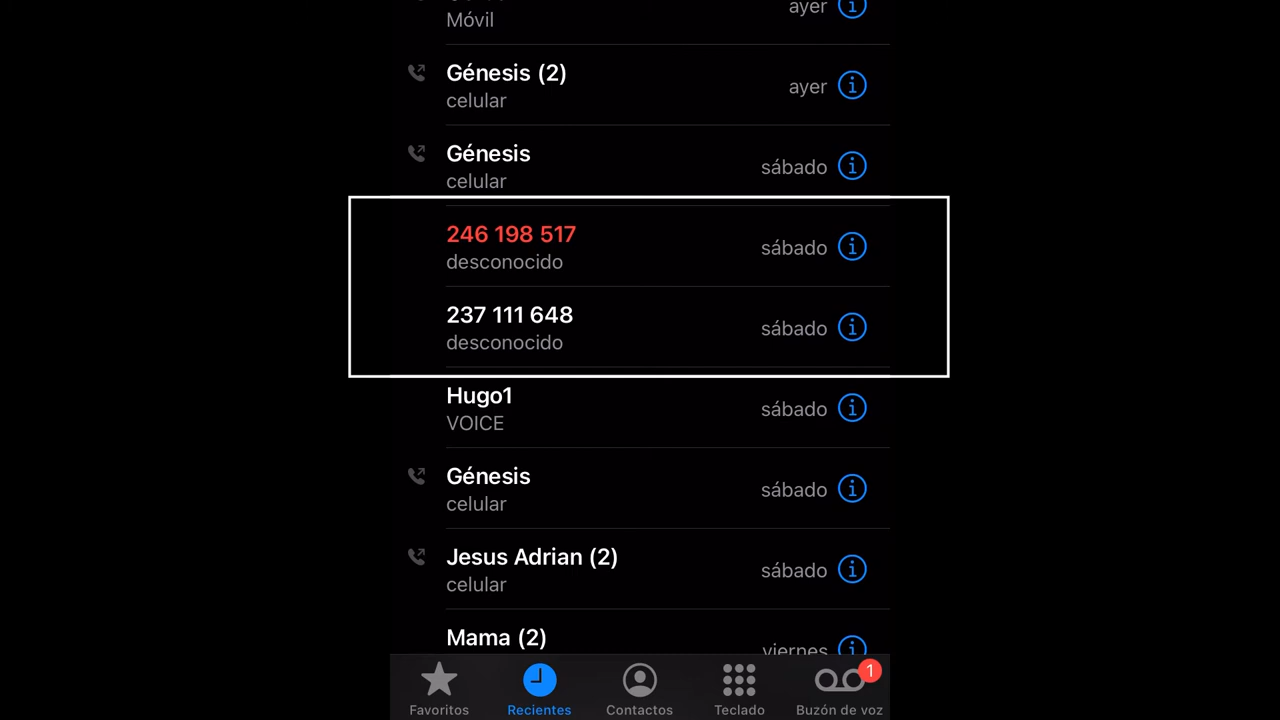 Móvil
ayer
Génesis (2)
celular
ayer
Génesis
celular
sábado
246 198 517
desconocido
sábado
237 111 648
desconocido
sábado
Hugo1
VOICE
sábado
Génesis
celular
sábado
Jesus Adrian (2)
celular
sábado
Mama (2)
viernes
1
Favoritos
Recientes
Contactos
Teclado
Buzón de voz